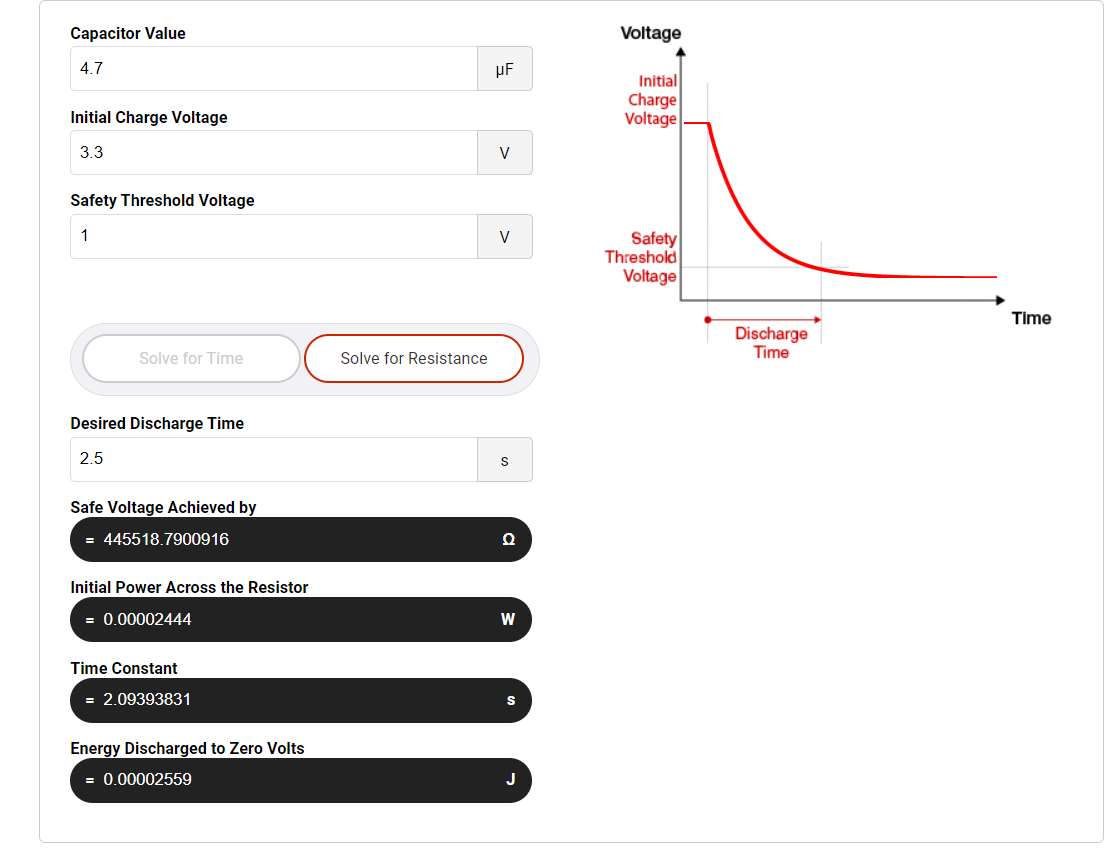 Capacitor Value
4.7 µF
Initial Charge Voltage
3.3 V
Safety Threshold Voltage
1 V
Solve for Time Solve for Resistance
Desired Discharge Time
2.5 s
Safe Voltage Achieved by
= 445518.7900916 Ω
Initial Power Across the Resistor
= 0.00002444 W
Time Constant
= 2.09393831 s
Energy Discharged to Zero Volts
= 0.00002559 J
Voltage
Initial
Charge
Voltage
Safety
Threshold
Voltage
Time
Discharge
Time